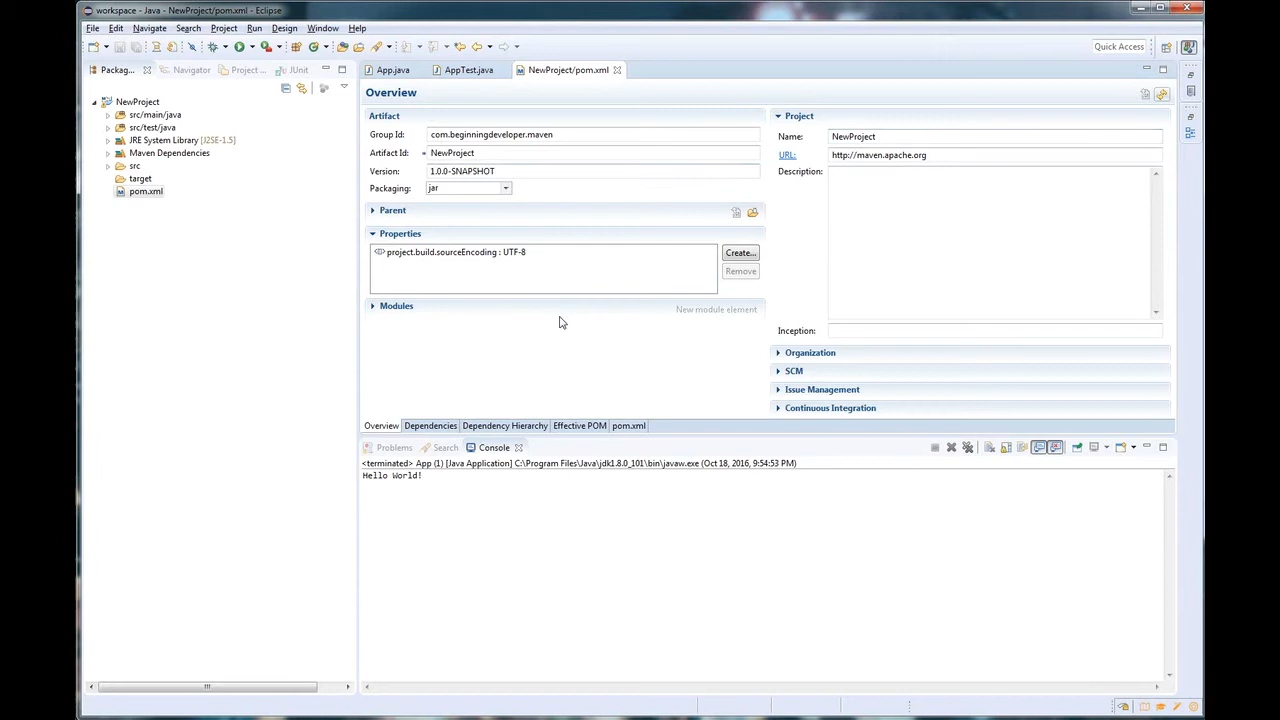 workspace - Java - NewProject/pom.xml - Eclipse
File Edit Navigate Search Project Run Design Window Help
Quick Access
Packag... Navigator Project ... JUnit
App.java AppTest.java NewProject/pom.xml
NewProject
src/main/java
src/test/java
JRE System Library [J2SE-1.5]
Maven Dependencies
src
target
pom.xml
Overview
Artifact
Group Id: com.beginningdeveloper.maven
Artifact Id: * NewProject
Version: 1.0.0-SNAPSHOT
Packaging: jar
Parent
Properties
project.build.sourceEncoding : UTF-8
Create...
Remove
Modules
New module element
Project
Name: NewProject
URL: http://maven.apache.org
Description:
Inception:
Organization
SCM
Issue Management
Continuous Integration
Overview Dependencies Dependency Hierarchy Effective POM pom.xml
Problems Search Console
<terminated> App (1) [Java Application] C:\Program Files\Java\jdk1.8.0_101\bin\javaw.exe (Oct 18, 2016, 9:54:53 PM)
Hello World!